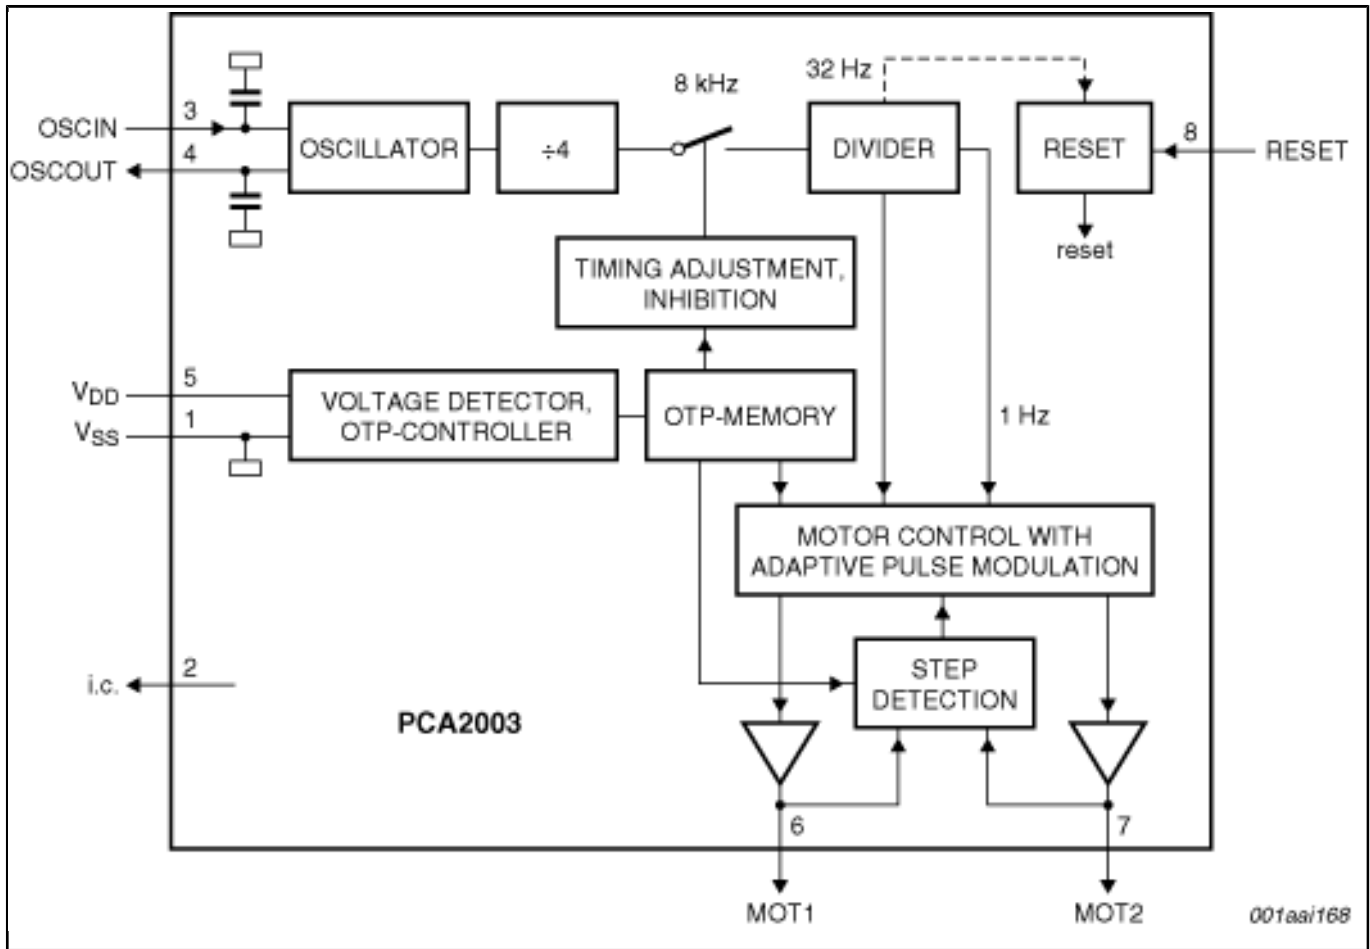 8 kHz
32 Hz
OSCIN
3
OSCILLATOR
÷4
DIVIDER
RESET
8
RESET
OSCOUT
4
reset
TIMING ADJUSTMENT,
INHIBITION
VDD
5
VSS
1
VOLTAGE DETECTOR,
OTP-CONTROLLER
OTP-MEMORY
1 Hz
MOTOR CONTROL WITH
ADAPTIVE PULSE MODULATION
i.c.
2
STEP
DETECTION
PCA2003
6
7
MOT1
MOT2
001aai168